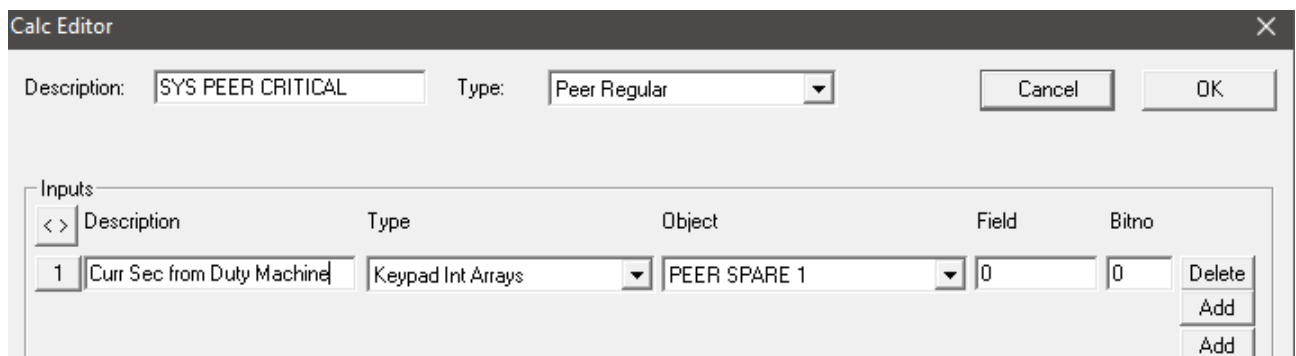 Calc Editor
Description: SYS PEER CRITICAL Type: Peer Regular Cancel OK
Inputs
< > Description Type Object Field Bitno
1 Curr Sec from Duty Machine Keypad Int Arrays PEER SPARE 1 0 0 Delete
Add
Add